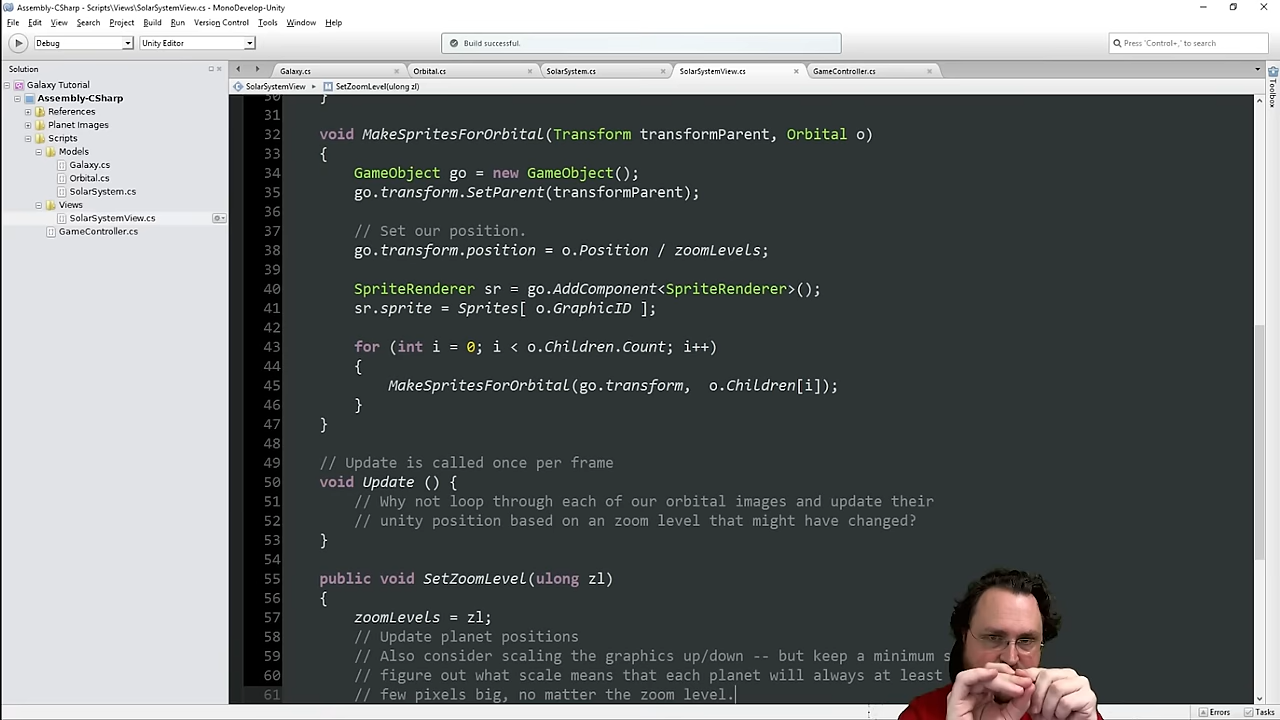 Assembly-CSharp - Scripts\Views\SolarSystemView.cs - MonoDevelop-Unity
File Edit View Search Project Build Run Version Control Tools Window Help
Debug Unity Editor Build successful. Press 'Control+,' to search
Solution Galaxy.cs Orbital.cs SolarSystem.cs SolarSystemView.cs GameController.cs
Galaxy Tutorial
Assembly-CSharp
References
Planet Images
Scripts
Models
Galaxy.cs
Orbital.cs
SolarSystem.cs
Views
SolarSystemView.cs
GameController.cs
SolarSystemView SetZoomLevel(ulong zl)
Toolbox
30 }
31
32 void MakeSpritesForOrbital(Transform transformParent, Orbital o)
33 {
34 GameObject go = new GameObject();
35 go.transform.SetParent(transformParent);
36
37 // Set our position.
38 go.transform.position = o.Position / zoomLevels;
39
40 SpriteRenderer sr = go.AddComponent<SpriteRenderer>();
41 sr.sprite = Sprites[ o.GraphicID ];
42
43 for (int i = 0; i < o.Children.Count; i++)
44 {
45 MakeSpritesForOrbital(go.transform, o.Children[i]);
46 }
47 }
48
49 // Update is called once per frame
50 void Update () {
51 // Why not loop through each of our orbital images and update their
52 // unity position based on an zoom level that might have changed?
53 }
54
55 public void SetZoomLevel(ulong zl)
56 {
57 zoomLevels = zl;
58 // Update planet positions
59 // Also consider scaling the graphics up/down -- but keep a minimum s
60 // figure out what scale means that each planet will always at least
61 // few pixels big, no matter the zoom level.
Errors Tasks